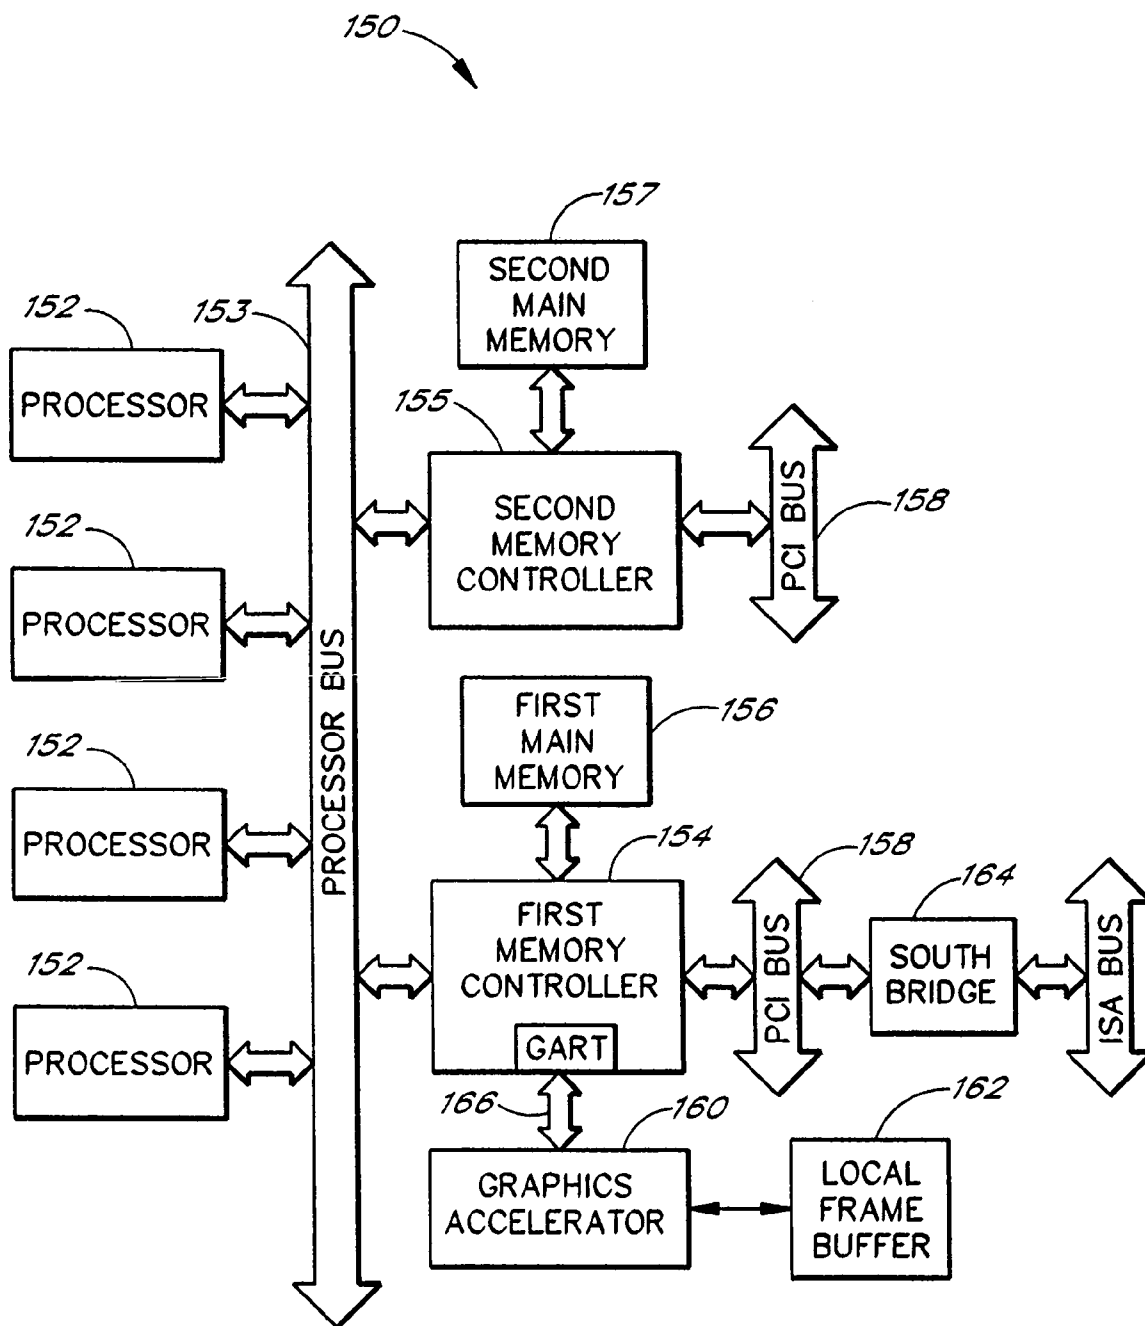 150
157
SECOND
MAIN
MEMORY
152
153
PROCESSOR
155
SECOND
MEMORY
CONTROLLER
PCI BUS
158
152
PROCESSOR
PROCESSOR BUS
FIRST
MAIN
MEMORY
156
152
PROCESSOR
154
FIRST
MEMORY
CONTROLLER
GART
158
PCI BUS
164
SOUTH
BRIDGE
ISA BUS
152
PROCESSOR
166
160
GRAPHICS
ACCELERATOR
162
LOCAL
FRAME
BUFFER